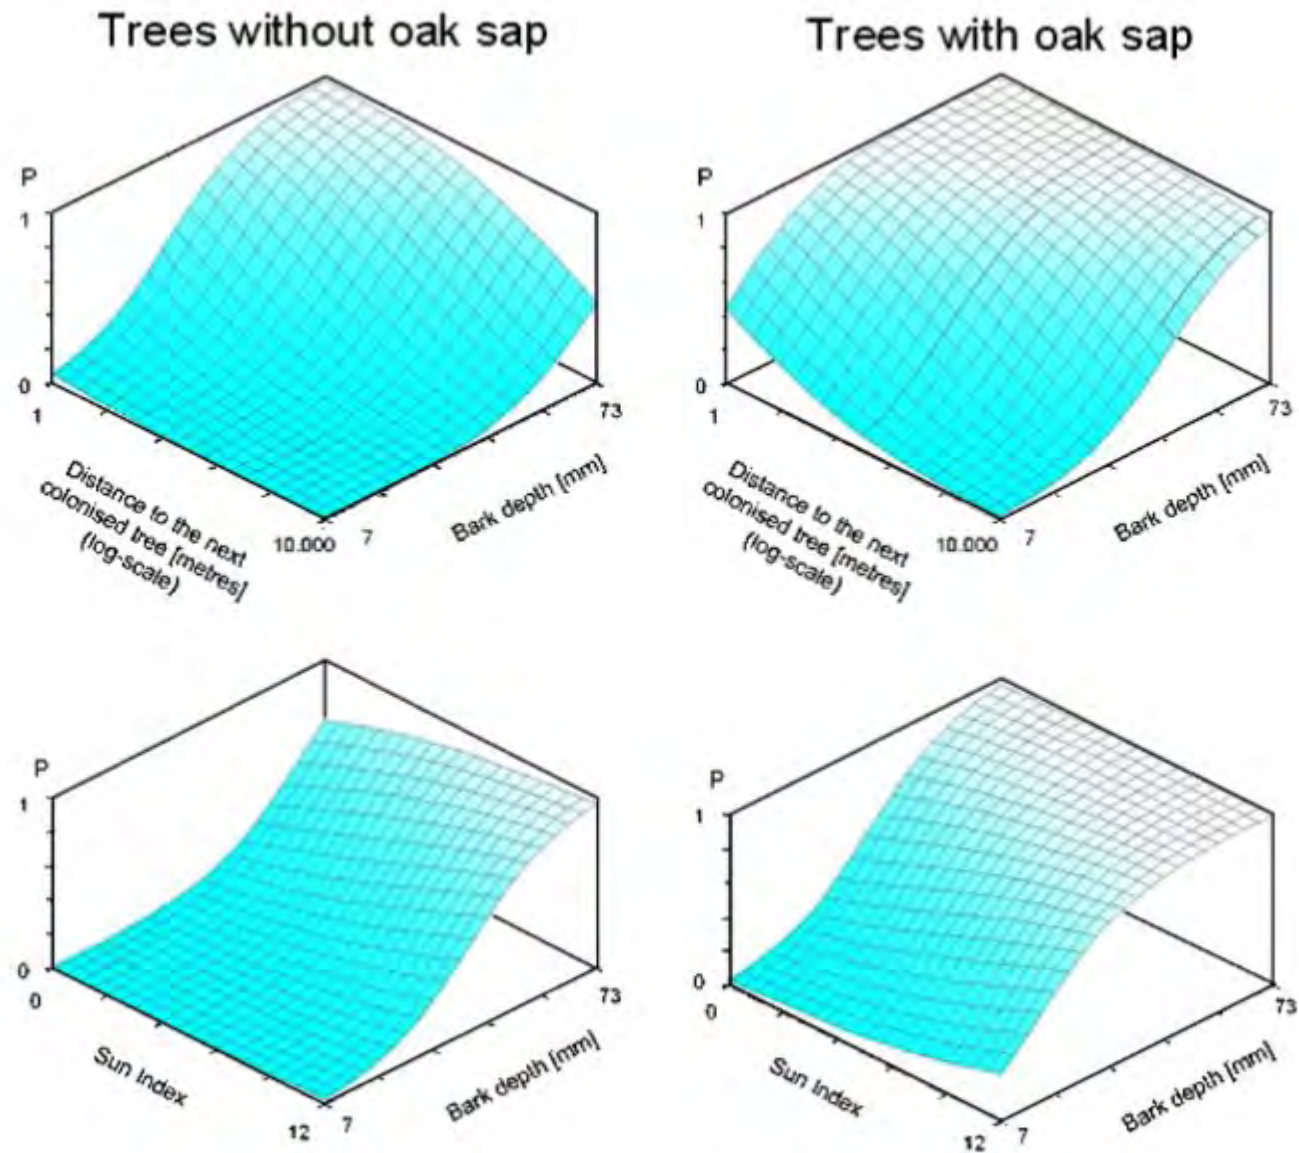 Trees without oak sap
Trees with oak sap
P
1
0
1
Distance to the next
colonised tree [metres]
(log-scale)
10.000
7
Bark depth [mm]
73
P
1
0
1
Distance to the next
colonised tree [metres]
(log-scale)
10.000
7
Bark depth [mm]
73
P
1
0
0
Sun Index
12
7
Bark depth [mm]
73
P
1
0
0
Sun Index
12
7
Bark depth [mm]
73